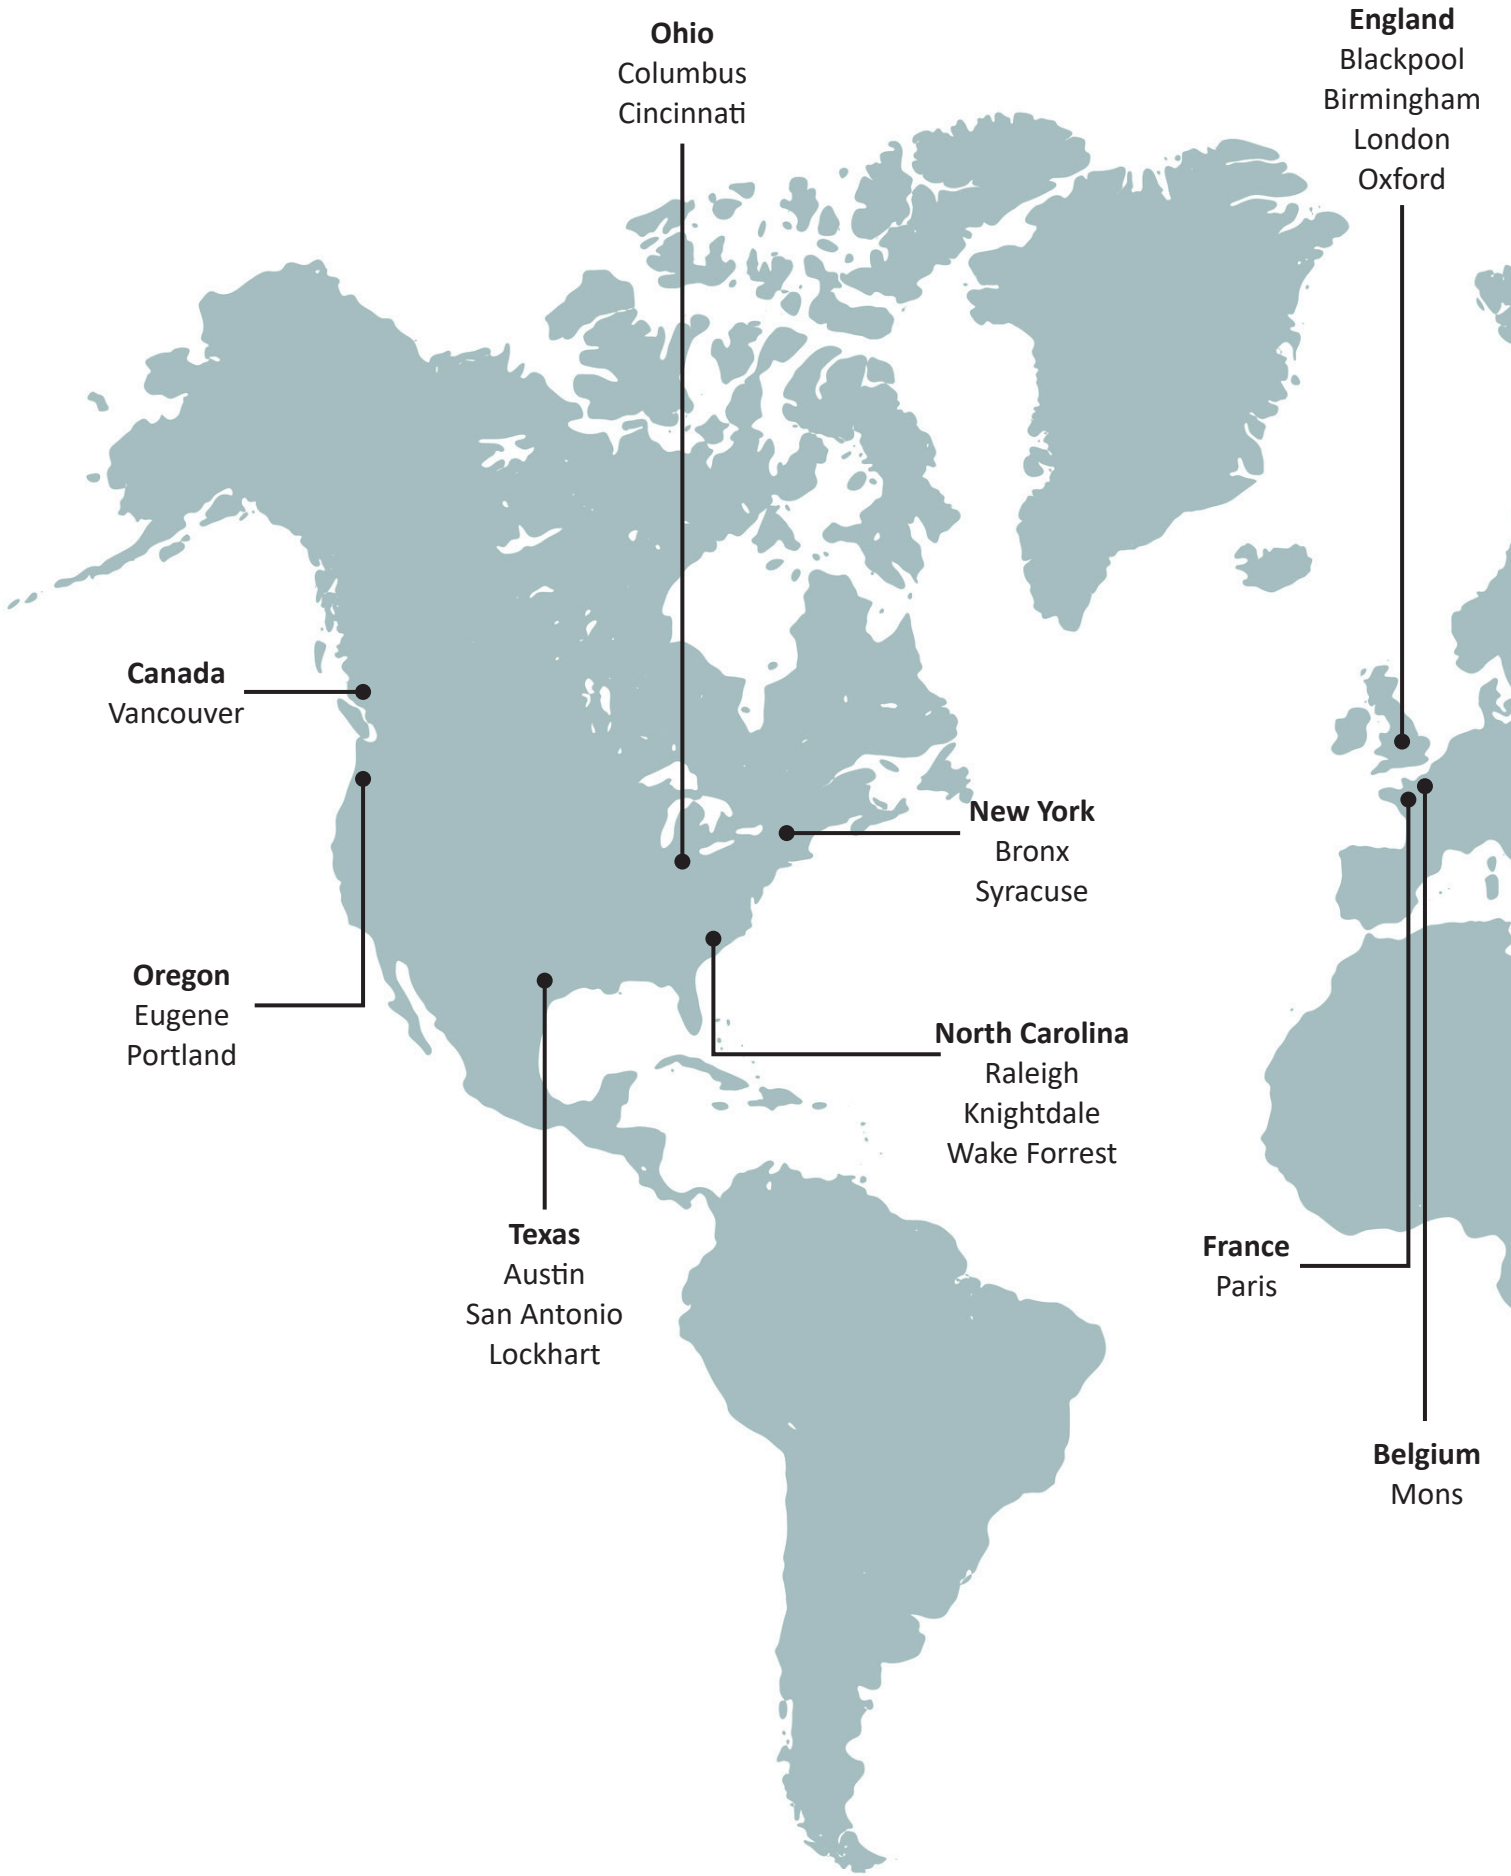 Ohio
Columbus
Cincinnati
England
Blackpool
Birmingham
London
Oxford
Canada
Vancouver
New York
Bronx
Syracuse
Oregon
Eugene
Portland
North Carolina
Raleigh
Knightdale
Wake Forrest
Texas
Austin
San Antonio
Lockhart
France
Paris
Belgium
Mons